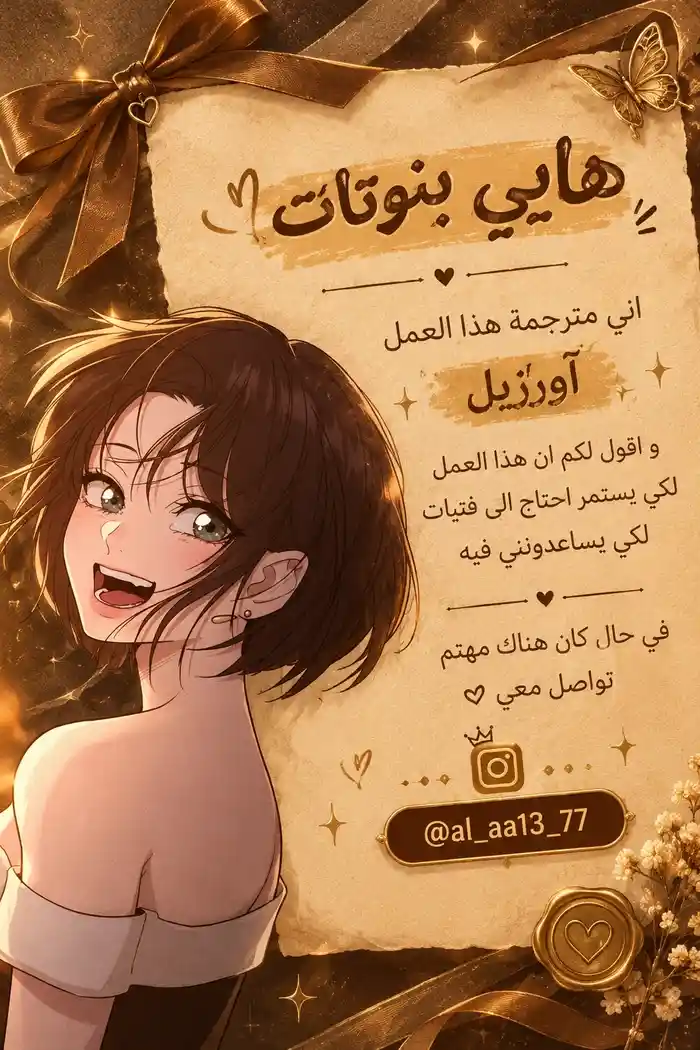 هايي بنوتات
اني مترجمة هذا العمل
آورزيل
و اقول لكم ان هذا العمل
لكي يستمر احتاج الى فتيات
لكي يساعدونني فيه
في حال كان هناك مهتم
تواصل معي ♡
@al_aa13_77